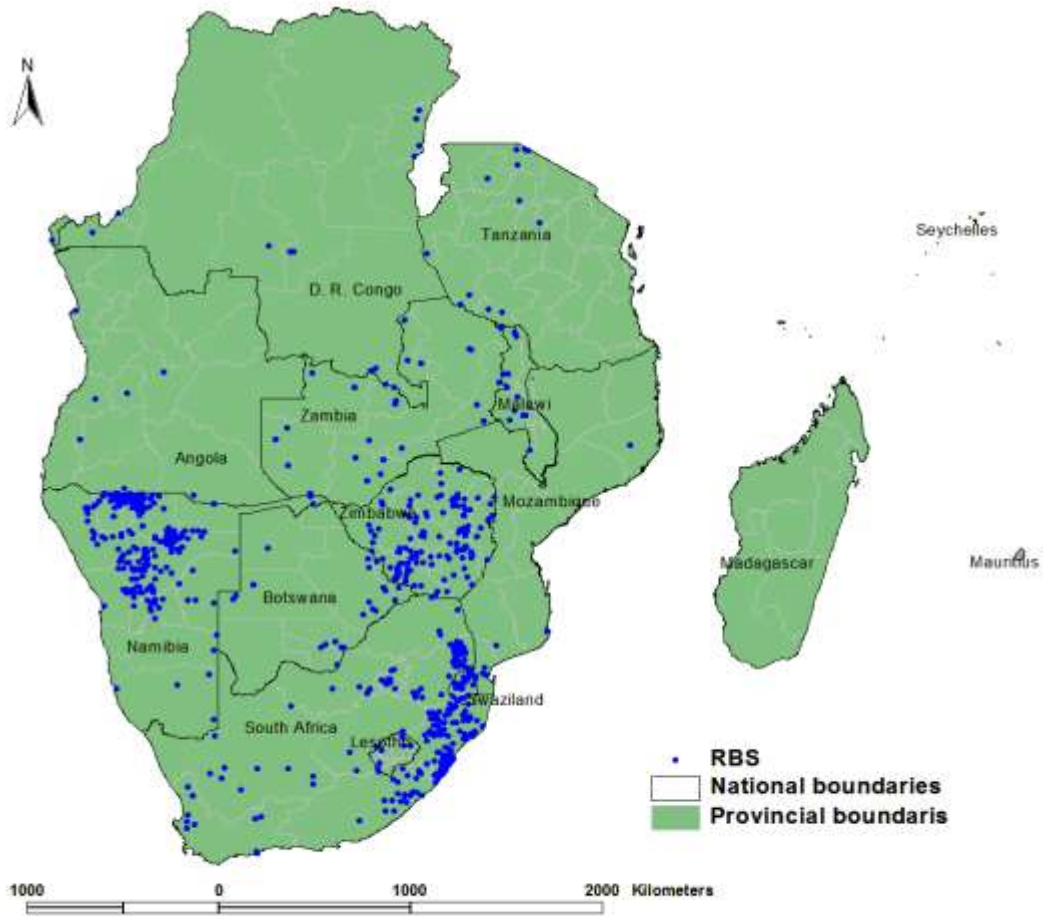 N
Seychelles
Tanzania
D. R. Congo
Malawi
Zambia
Angola
Zimbabwe
Mozambique
Madagascar
Mauritius
Botswana
Namibia
Swaziland
South Africa
Lesotho
RBS
National boundaries
Provincial boundaris
1000 0 1000 2000 Kilometers